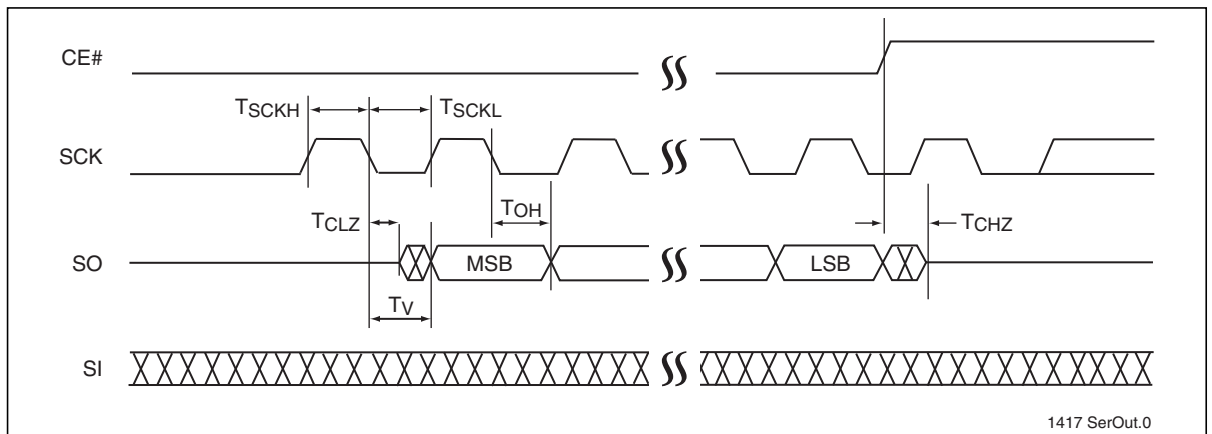 CE#
TSCKH
TSCKL
SCK
TOH
TCLZ
TCHZ
SO
MSB
LSB
TV
SI
1417 SerOut.0